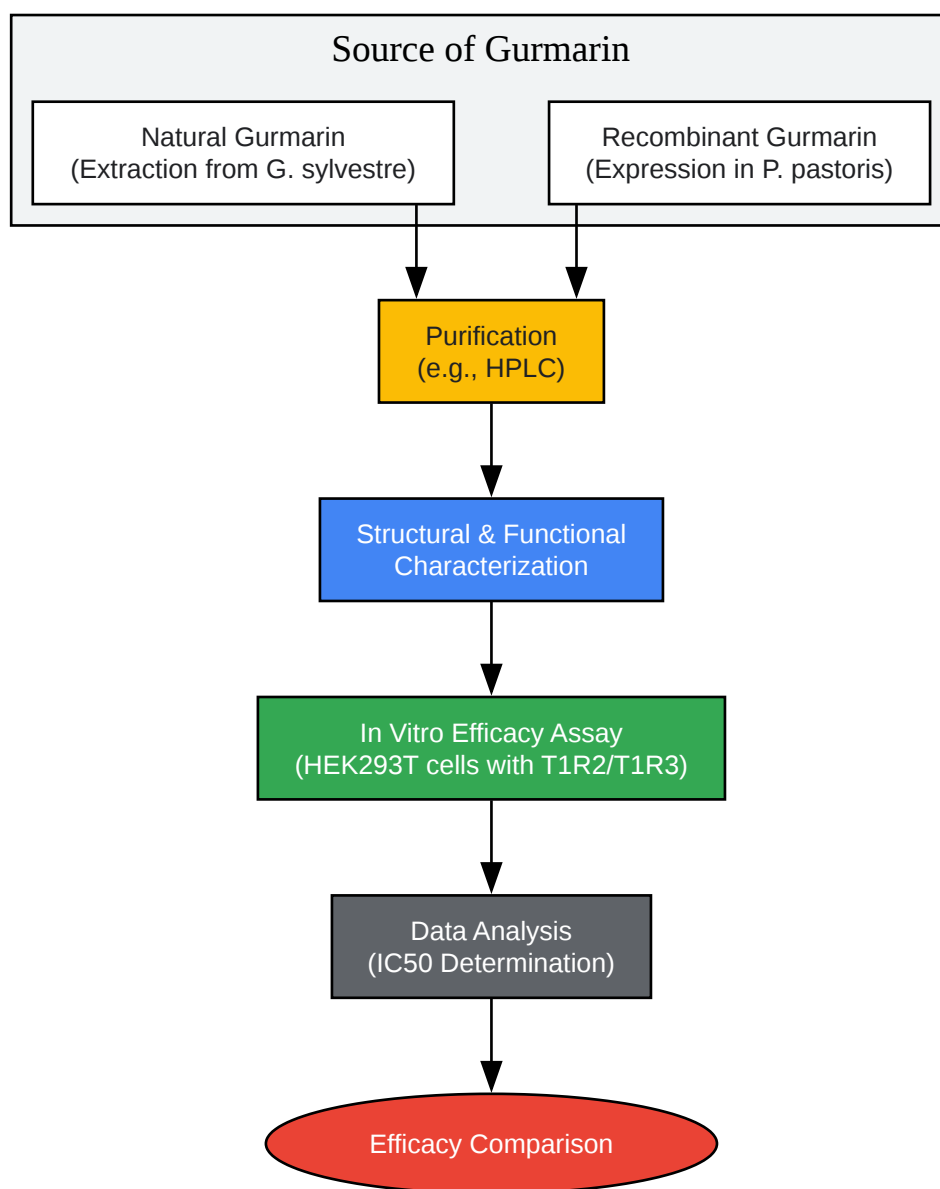 Source of Gurmarin
Natural Gurmarin
(Extraction from G. sylvestre)
Recombinant Gurmarin
(Expression in P. pastoris)
Purification
(e.g., HPLC)
Structural & Functional
Characterization
In Vitro Efficacy Assay
(HEK293T cells with T1R2/T1R3)
Data Analysis
(IC50 Determination)
Efficacy Comparison